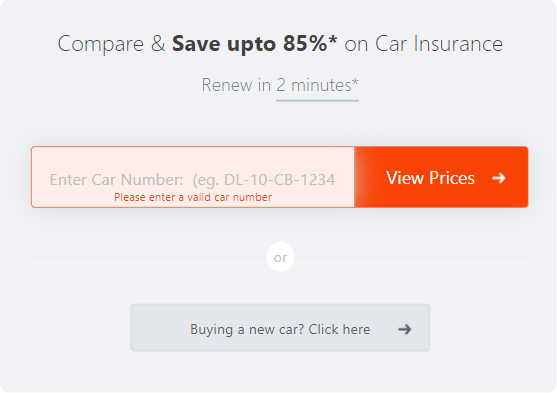 Compare & Save upto 85%* on Car Insurance
Renew in 2 minutes*
Enter Car Number: (eg. DL-10-CB-1234
View Prices
Please enter a valid car number
or
Buying a new car? Click here